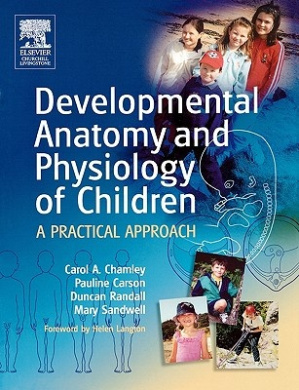 ELSEVIER
CHURCHILL
LIVINGSTONE
Developmental
Anatomy and
Physiology
of Children
A PRACTICAL APPROACH
Carol A. Chamley
Pauline Carson
Duncan Randall
Mary Sandwell
Foreword by Helen Langton